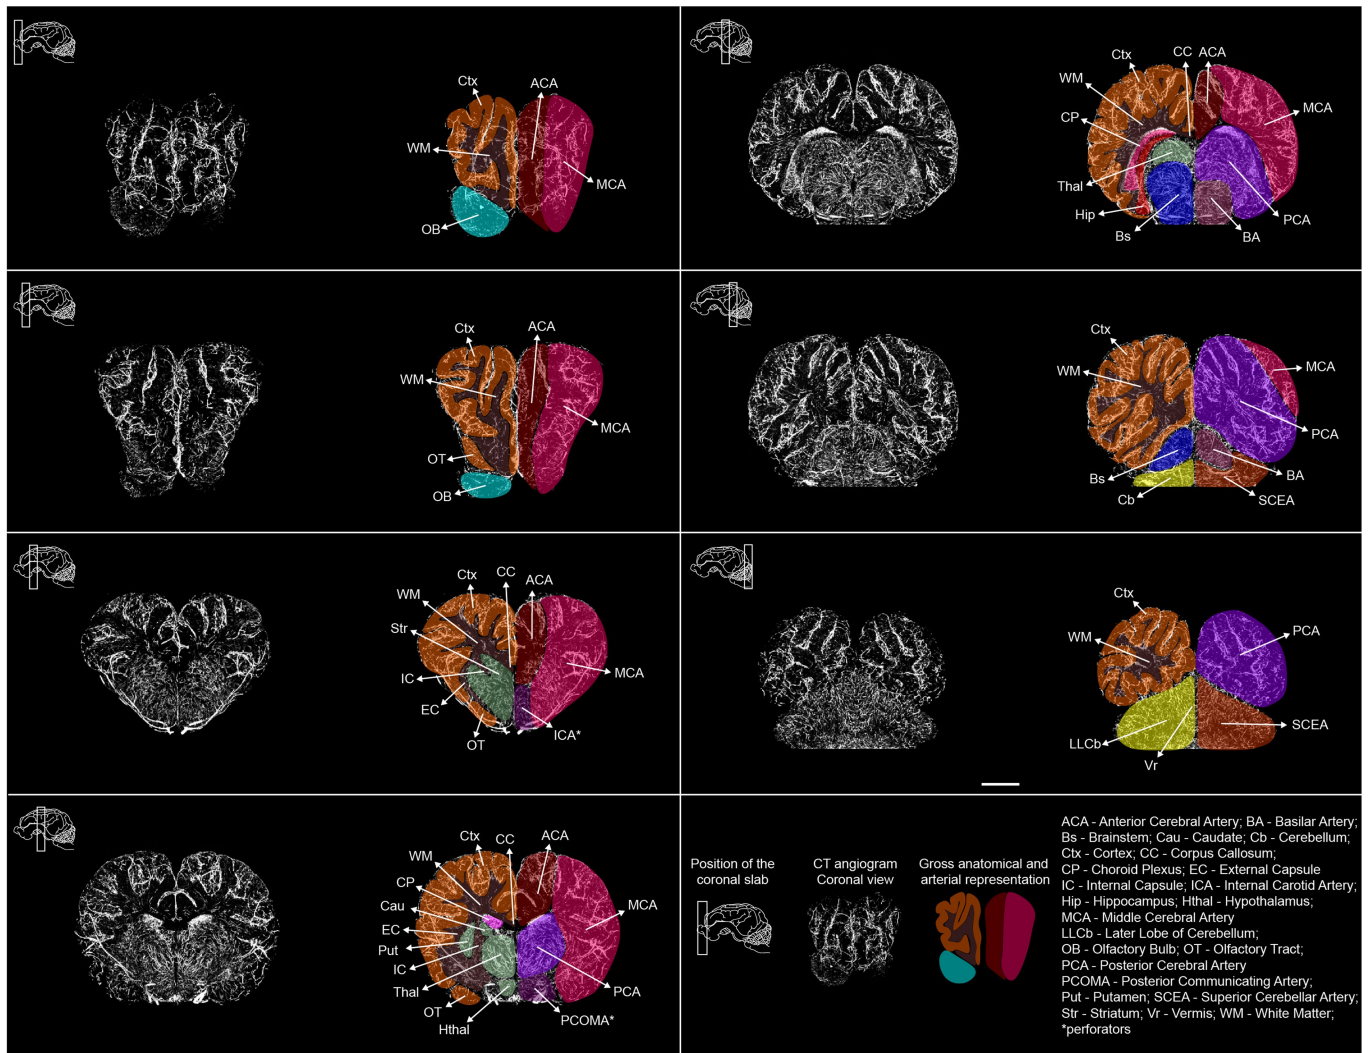 Ctx
ACA
WM
MCA
OB
Ctx
ACA
WM
MCA
OT
OB
Ctx
CC
ACA
WM
Str
IC
MCA
EC
OT
ICA*
Ctx
CC
ACA
WM
CP
Cau
MCA
EC
Put
IC
Thal
PCA
OT
Hthal
PCOMA*
Ctx
CC
ACA
WM
MCA
CP
Thal
Hip
PCA
Bs
BA
Ctx
MCA
WM
PCA
Bs
BA
Cb
SCEA
Ctx
PCA
WM
SCEA
LLCb
Vr
Position of the
coronal slab
CT angiogram
Coronal view
Gross anatomical and
arterial representation
ACA - Anterior Cerebral Artery; BA - Basilar Artery;
Bs - Brainstem; Cau - Caudate; Cb - Cerebellum;
Ctx - Cortex; CC - Corpus Callosum;
CP - Choroid Plexus; EC - External Capsule
IC - Internal Capsule; ICA - Internal Carotid Artery;
Hip - Hippocampus; Hthal - Hypothalamus;
MCA - Middle Cerebral Artery
LLCb - Later Lobe of Cerebellum;
OB - Olfactory Bulb; OT - Olfactory Tract;
PCA - Posterior Cerebral Artery
PCOMA - Posterior Communicating Artery;
Put - Putamen; SCEA - Superior Cerebellar Artery;
Str - Striatum; Vr - Vermis; WM - White Matter;
*perforators